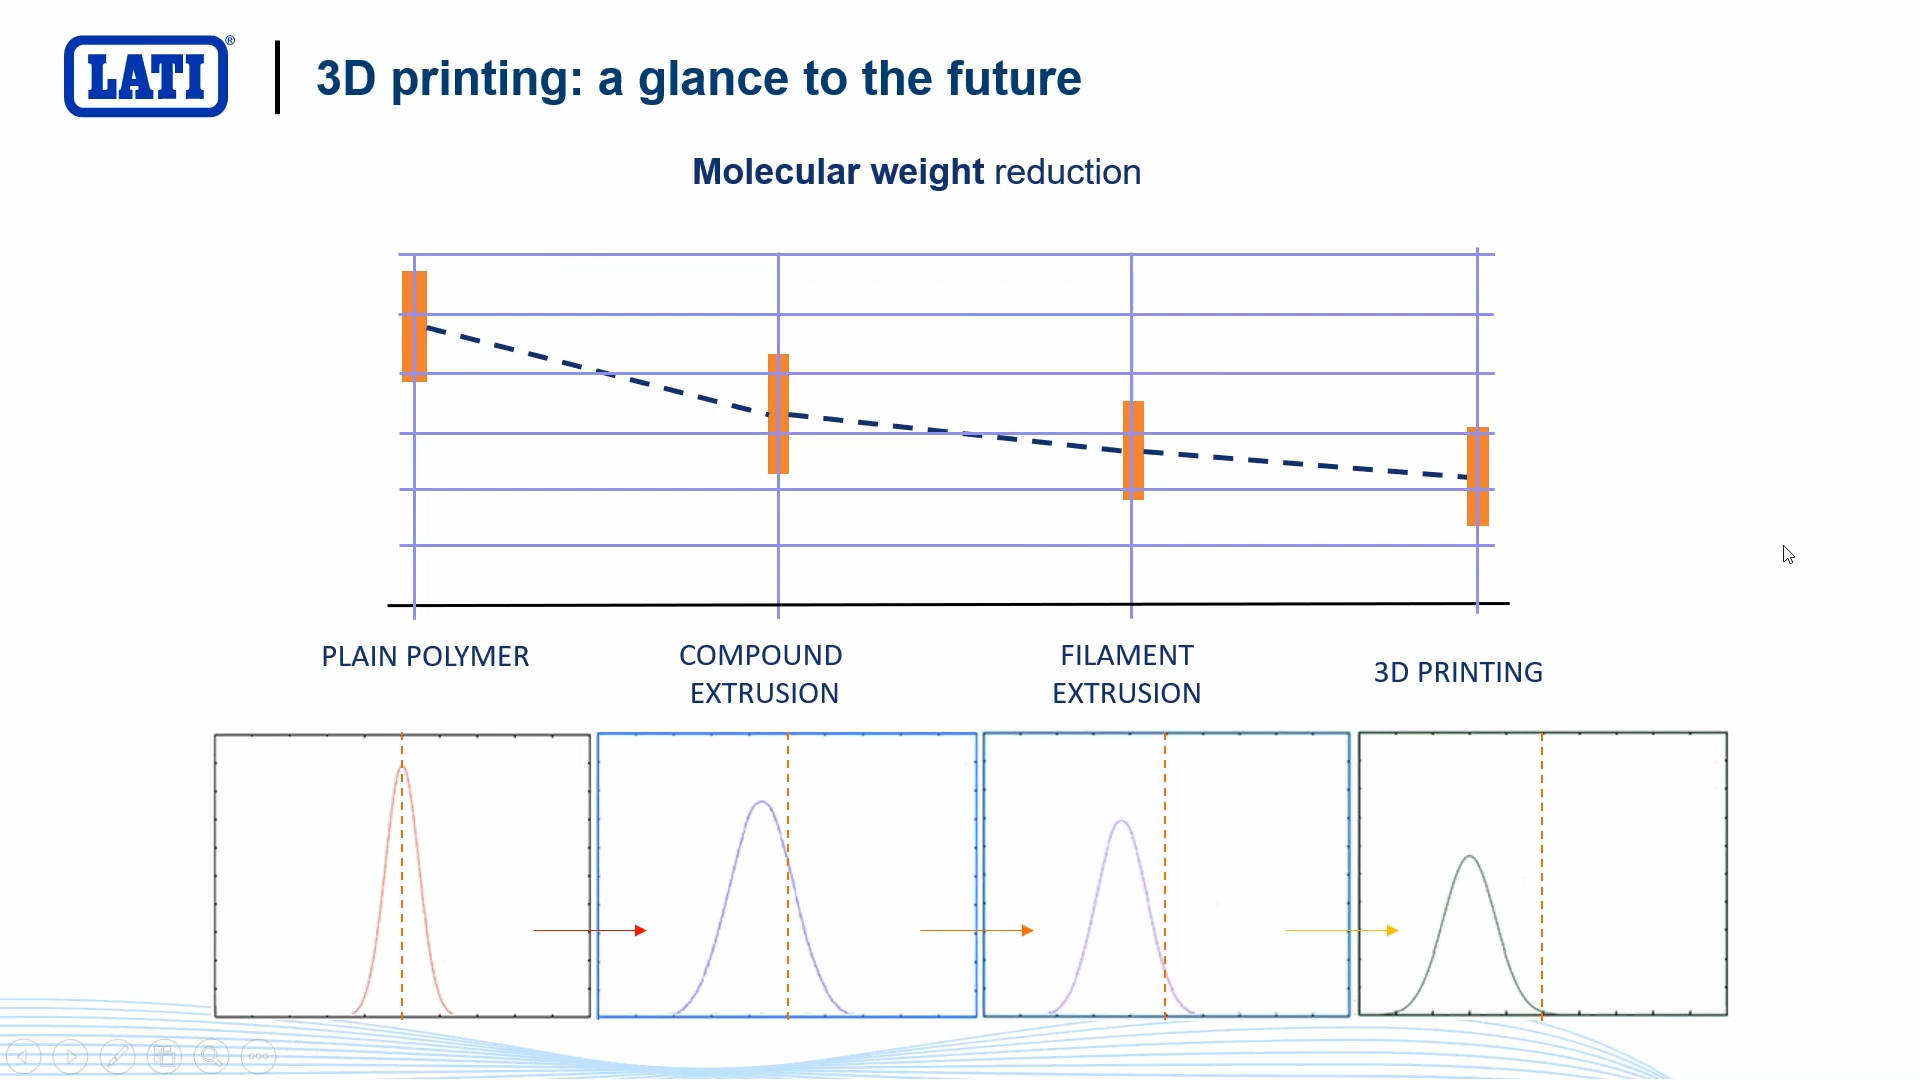 LATI®
3D printing: a glance to the future
Molecular weight reduction
PLAIN POLYMER
COMPOUND
EXTRUSION
FILAMENT
EXTRUSION
3D PRINTING